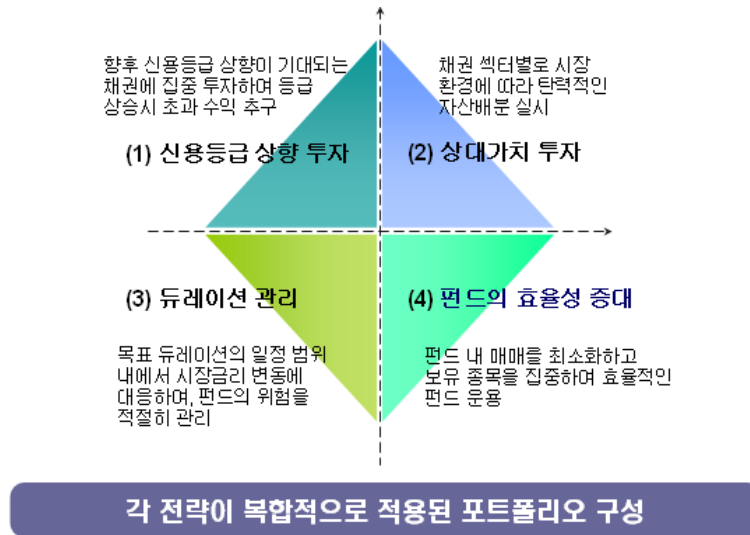 향후 신용등급 상향이 기대되는
채권에 집중 투자하며 등급
상승시 초과 수익 추구
(1) 신용등급 상향 투자
채권 섹터별로 시장
환경에 따라 탄력적인
자산배분 실시
(2) 상대가치 투자
(3) 듀레이션 관리
목표 듀레이션의 일정 범위
내에서 시장금리 변동에
대응하며, 펀드의 위험을
적절히 관리
(4) 펀드의 효율성 증대
펀드 내 매매를 최소화하고
보유 종목을 집중하며 효율적인
펀드 운용
각 전략이 복합적으로 적용된 포트폴리오 구성